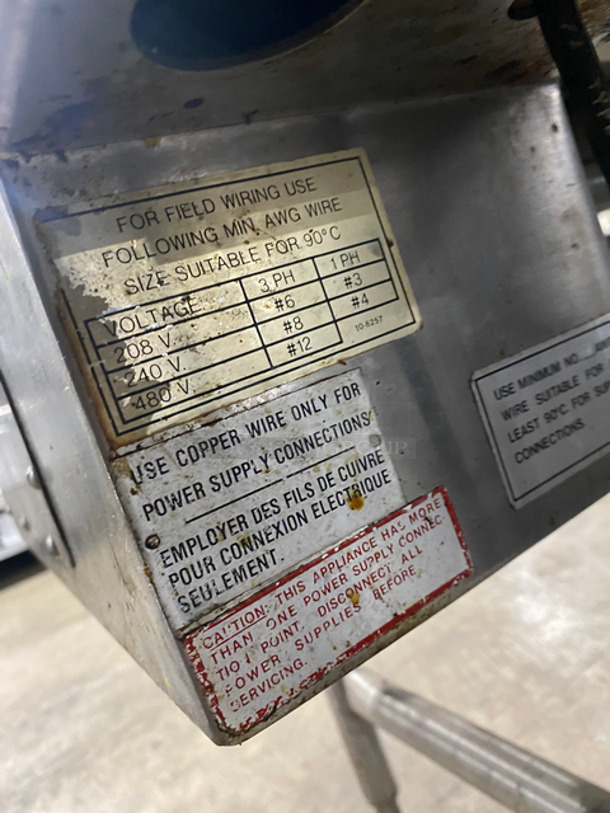 FOR FIELD WIRING USE
FOLLOWING MIN. AWG WIRE
SIZE SUITABLE FOR 90°C
VOLTAGE 3 PH 1 PH
208 V. #6 #3
240 V. #8 #4
480 V. #12
10-6257
USE COPPER WIRE ONLY FOR
POWER SUPPLY CONNECTIONS
EMPLOYER DES FILS DE CUIVRE
POUR CONNEXION ELECTRIQUE
SEULEMENT.
CAUTION: THIS APPLIANCE HAS MORE
THAN ONE POWER SUPPLY CONNEC-
TION POINT. DISCONNECT ALL
POWER SUPPLIES BEFORE
SERVICING.
USE MINIMUM NO.
WIRE SUITABLE FOR
LEAST 90°C. FOR
CONNECTIONS.